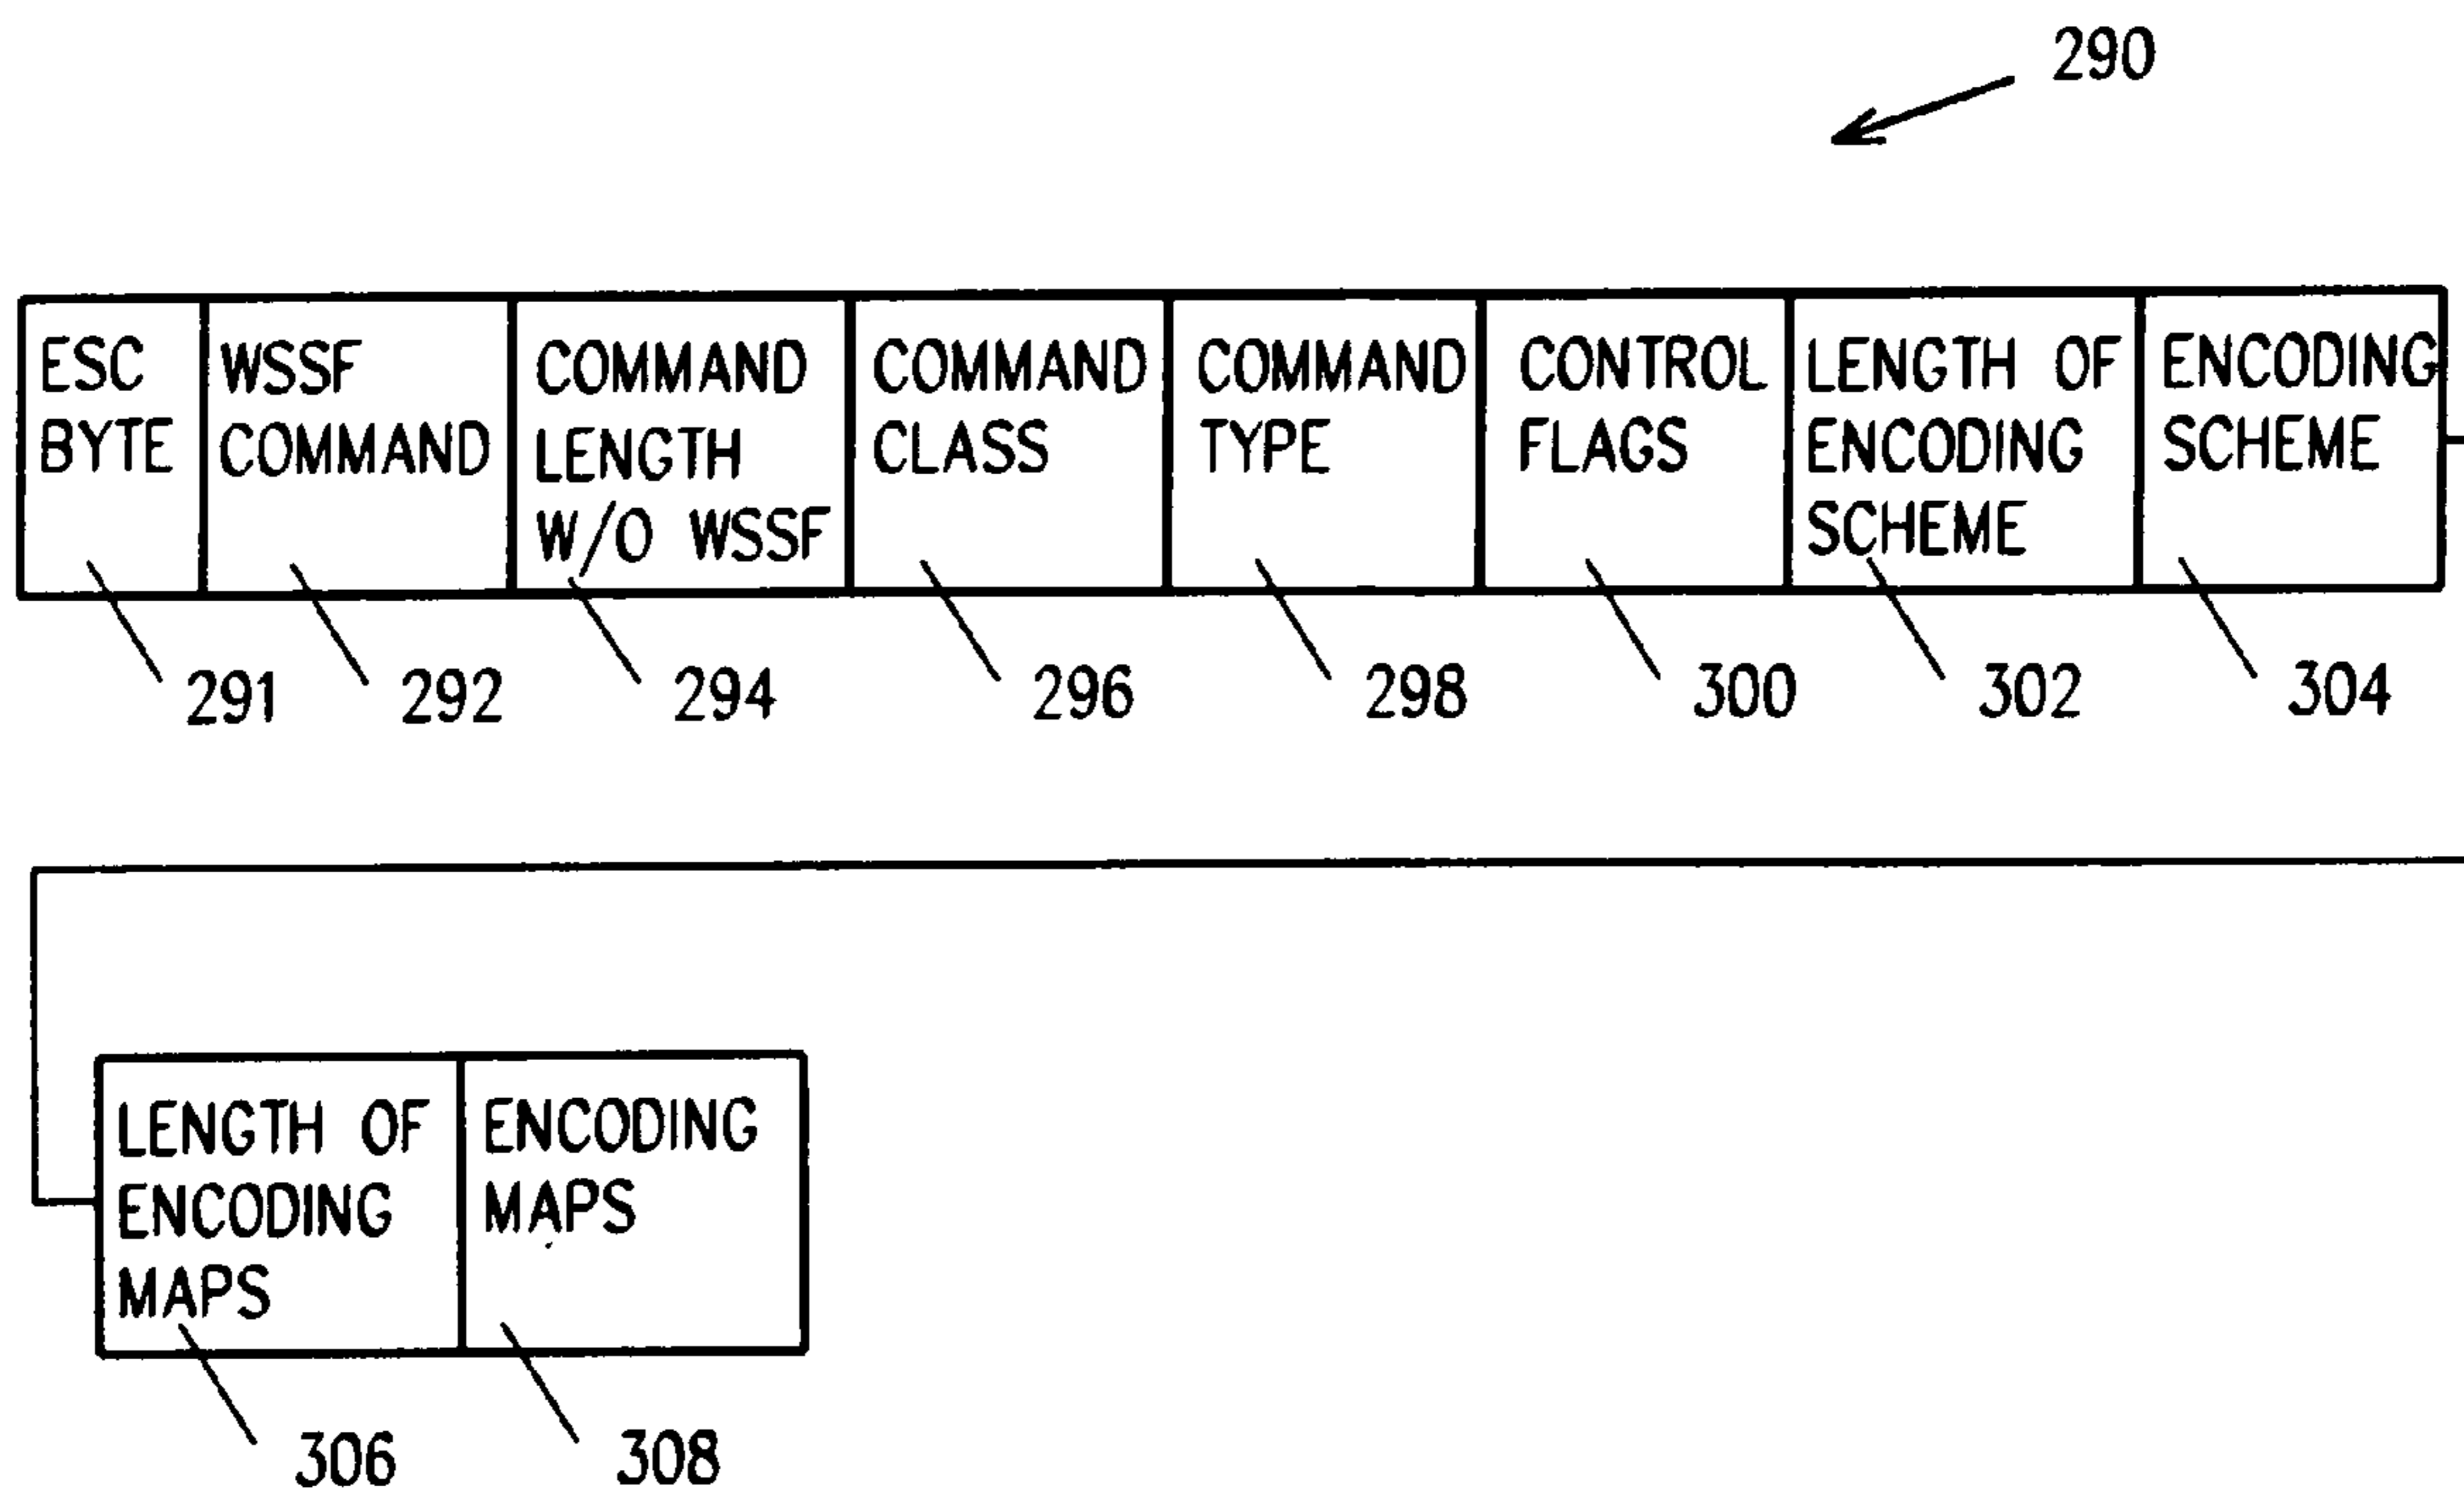 290
ESC
BYTE
WSSF
COMMAND
COMMAND
LENGTH
W/O WSSF
COMMAND
CLASS
COMMAND
TYPE
CONTROL
FLAGS
LENGTH OF
ENCODING
SCHEME
ENCODING
SCHEME
291
292
294
296
298
300
302
304
LENGTH OF
ENCODING
MAPS
ENCODING
MAPS
306
308